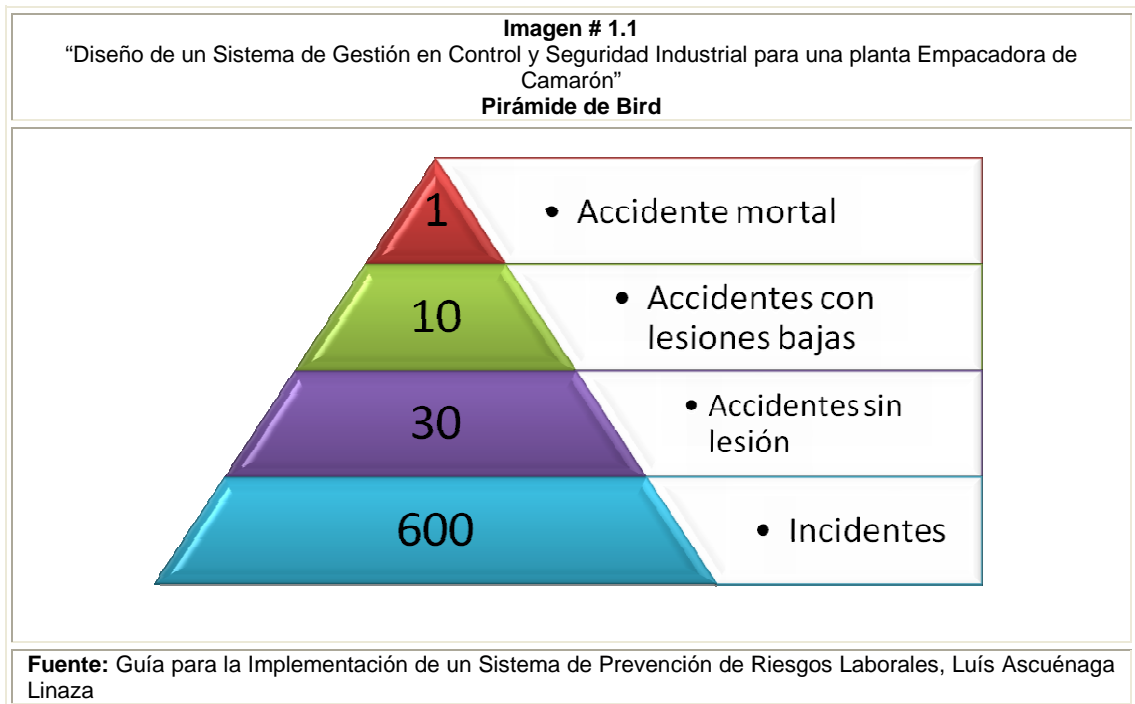 Imagen # 1.1
“Diseño de un Sistema de Gestión en Control y Seguridad Industrial para una planta Empacadora de
Camarón”
Pirámide de Bird
1
• Accidente mortal
10
• Accidentes con
lesiones bajas
30
• Accidentes sin
lesión
600
• Incidentes
Fuente: Guía para la Implementación de un Sistema de Prevención de Riesgos Laborales, Luís Ascuénaga
Linaza